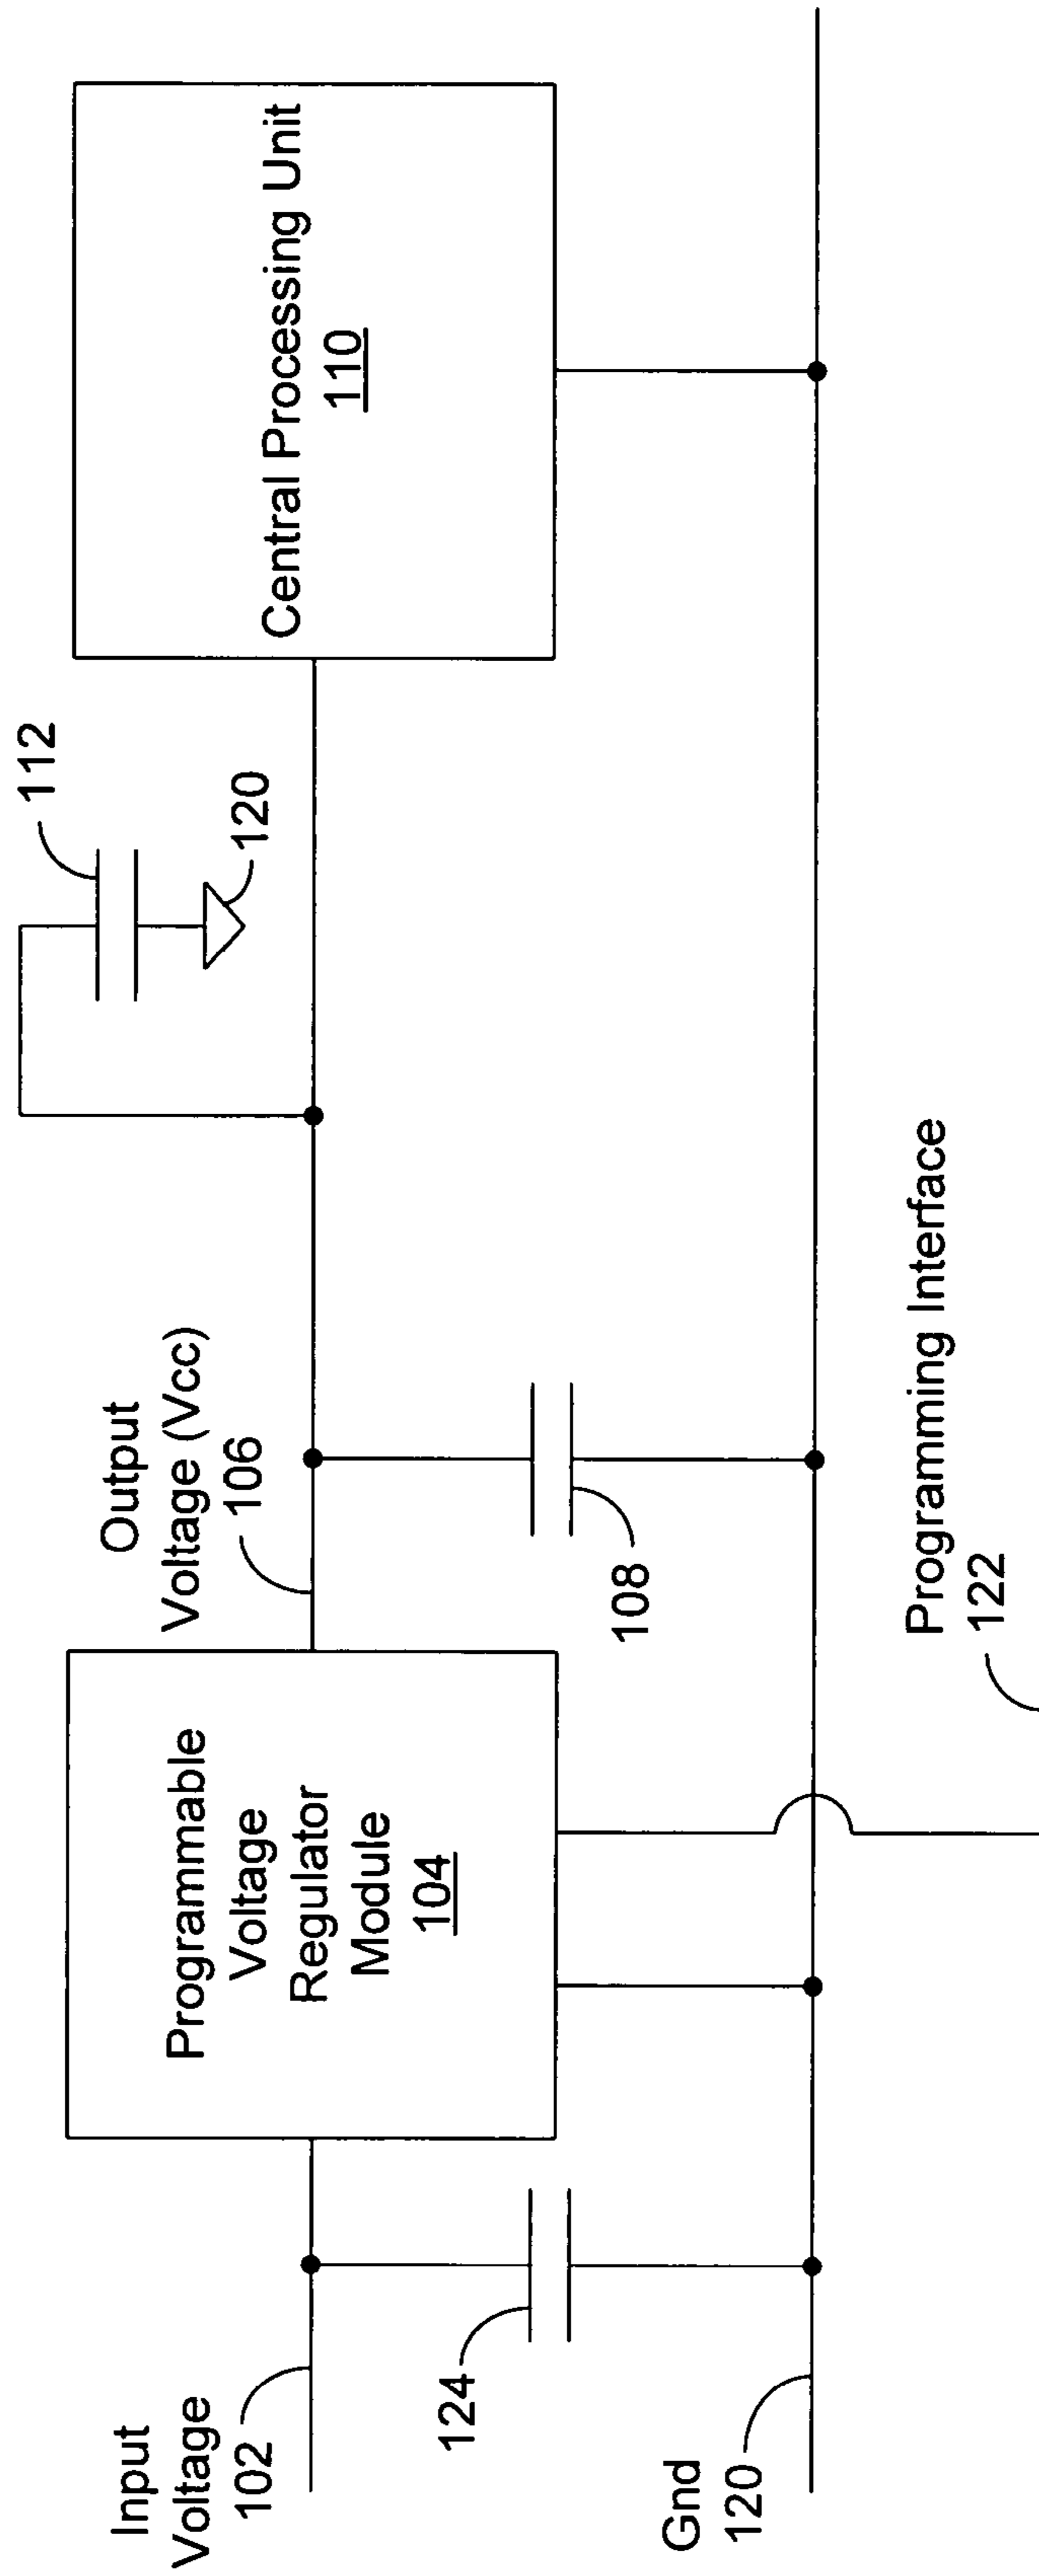 Input
Voltage
102
124
Gnd
120
Programmable
Voltage
Regulator
Module
104
Output
Voltage (Vcc)
106
108
Programming Interface
122
112
120
Central Processing Unit
110